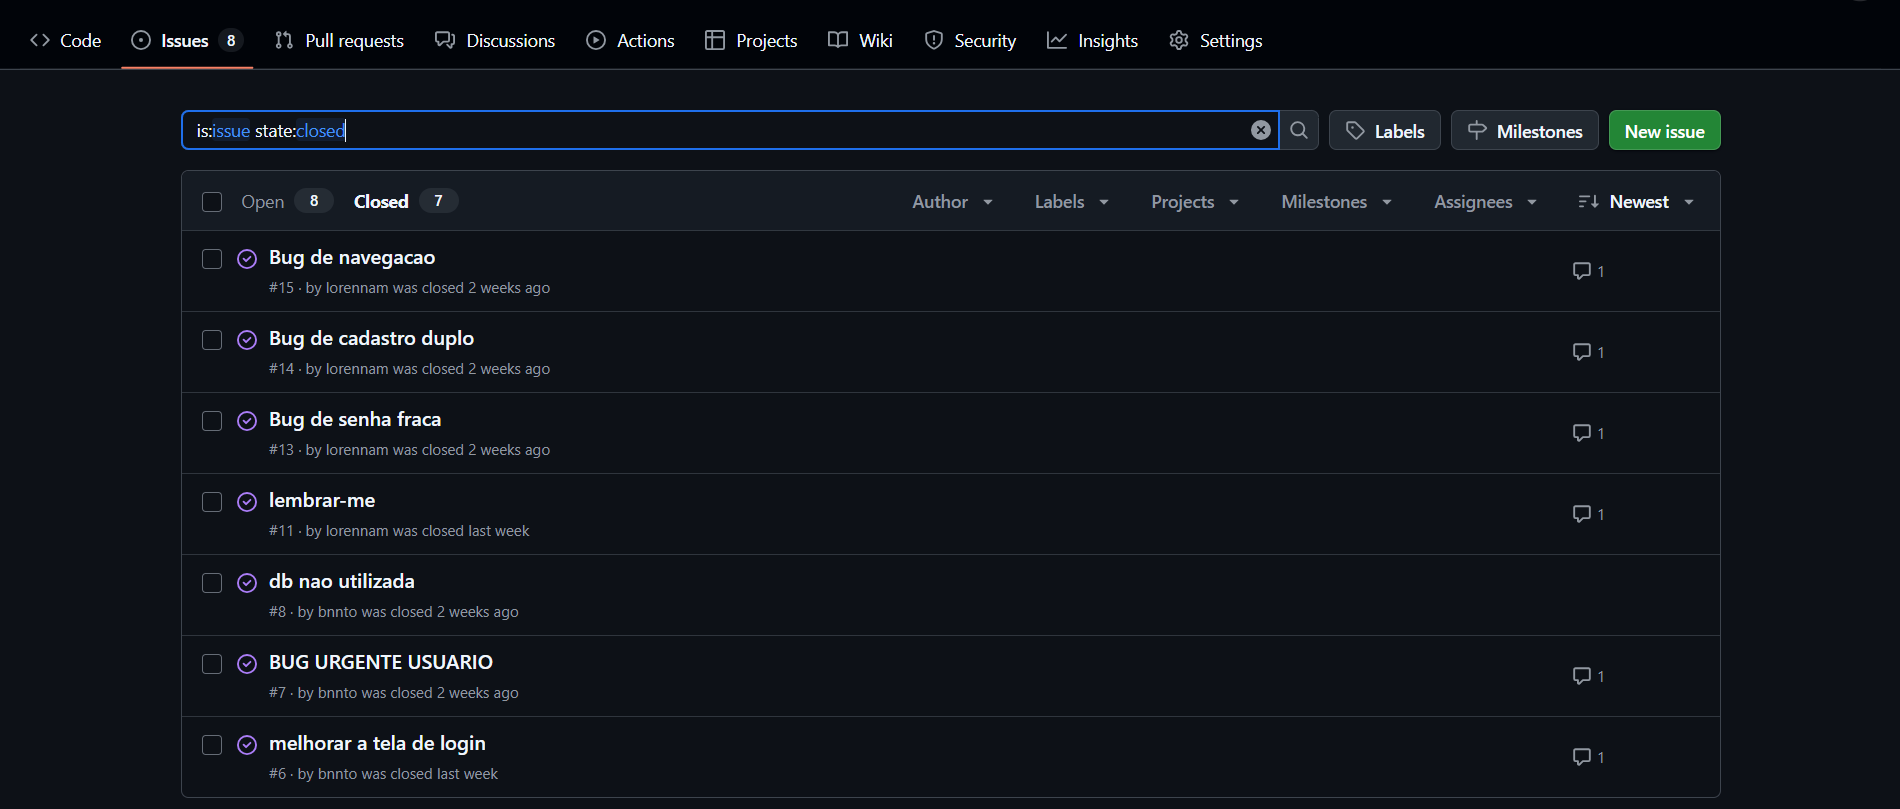 Code Issues 8 Pull requests Discussions Actions Projects Wiki Security Insights Settings
is:issue state:closed Labels Milestones New issue
Open 8 Closed 7 Author Labels Projects Milestones Assignees Newest
Bug de navegacao
#15 · by lorennam was closed 2 weeks ago 1
Bug de cadastro duplo
#14 · by lorennam was closed 2 weeks ago 1
Bug de senha fraca
#13 · by lorennam was closed 2 weeks ago 1
lembrar-me
#11 · by lorennam was closed last week 1
db nao utilizada
#8 · by bnnto was closed 2 weeks ago
BUG URGENTE USUARIO
#7 · by bnnto was closed 2 weeks ago 1
melhorar a tela de login
#6 · by bnnto was closed last week 1